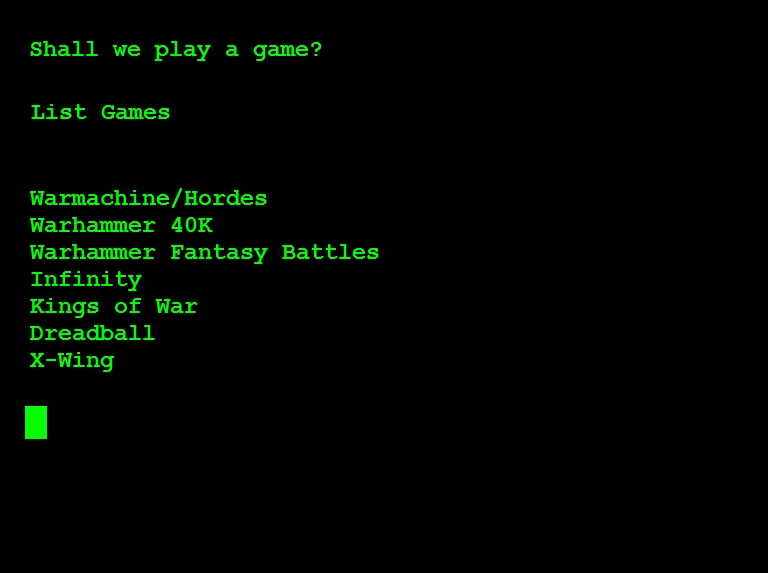 Shall we play a game?
List Games
Warmachine/Hordes
Warhammer 40K
Warhammer Fantasy Battles
Infinity
Kings of War
Dreadball
X-Wing